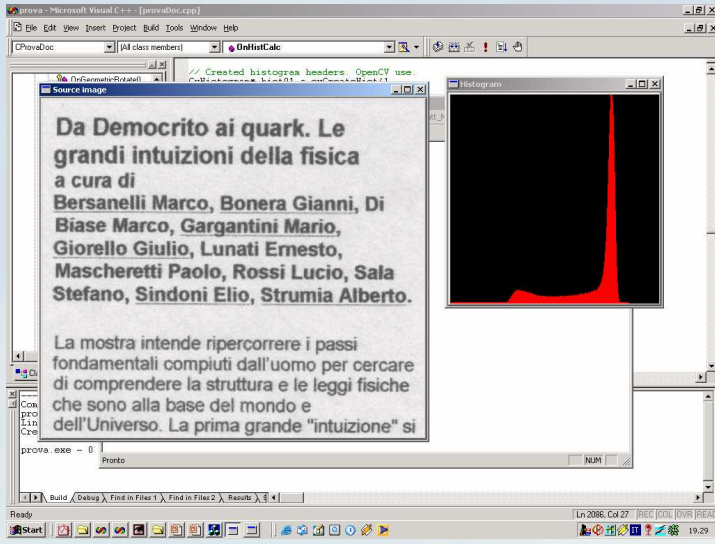 prova - Microsoft Visual C++ - [provaDoc.cpp]
File Edit View Insert Project Build Tools Window Help
CProvaDoc [All class members] OnHistCalc
OnGeometricRotate()
// Created histogram headers. OpenCV use.
Source image
Histogram
Da Democrito ai quark. Le
grandi intuizioni della fisica
a cura di
Bersanelli Marco, Bonera Gianni, Di
Biase Marco, Gargantini Mario,
Giorello Giulio, Lunati Ernesto,
Mascheretti Paolo, Rossi Lucio, Sala
Stefano, Sindoni Elio, Strumia Alberto.
La mostra intende ripercorrere i passi
fondamentali compiuti dall'uomo per cercare
di comprendere la struttura e le leggi fisiche
che sono alla base del mondo e
dell'Universo. La prima grande "intuizione" si
Com
pro
Lin
Cre
prova.exe - 0
Pronto NUM
Build Debug Find in Files 1 Find in Files 2 Results
Ready Ln 2086, Col 27 REC COL OVR READ
Start IT 19.29